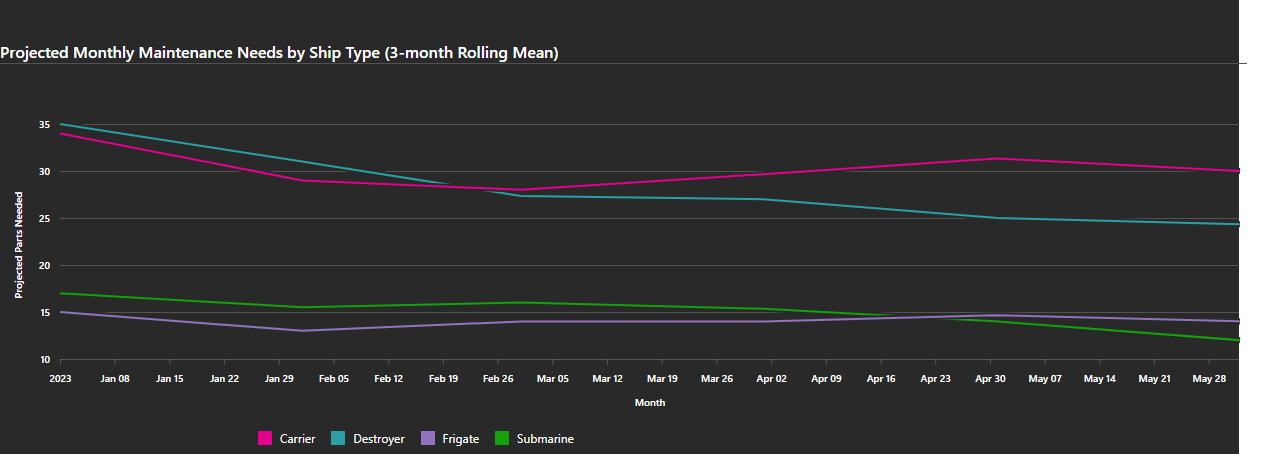 Projected Monthly Maintenance Needs by Ship Type (3-month Rolling Mean)
35
30
25
20
15
10
Projected Parts Needed
2023 Jan 08 Jan 15 Jan 22 Jan 29 Feb 05 Feb 12 Feb 19 Feb 26 Mar 05 Mar 12 Mar 19 Mar 26 Apr 02 Apr 09 Apr 16 Apr 23 Apr 30 May 07 May 14 May 21 May 28
Month
Carrier Destroyer Frigate Submarine